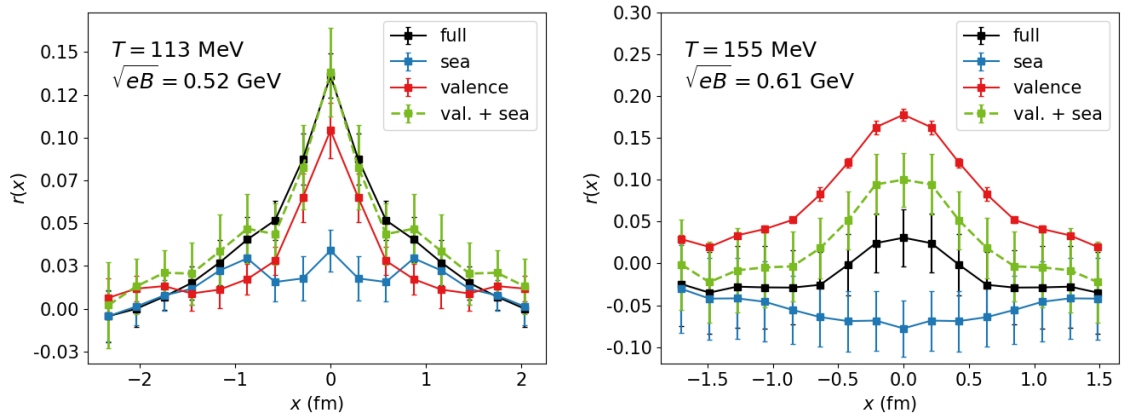 T = 113 MeV
√eB = 0.52 GeV
full
sea
valence
val. + sea
r(x)
0.15
0.12
0.10
0.07
0.05
0.03
0.00
-0.03
−2
−1
0
1
2
x (fm)
T = 155 MeV
√eB = 0.61 GeV
full
sea
valence
val. + sea
r(x)
0.30
0.25
0.20
0.15
0.10
0.05
0.00
-0.05
-0.10
−1.5
−1.0
−0.5
0.0
0.5
1.0
1.5
x (fm)